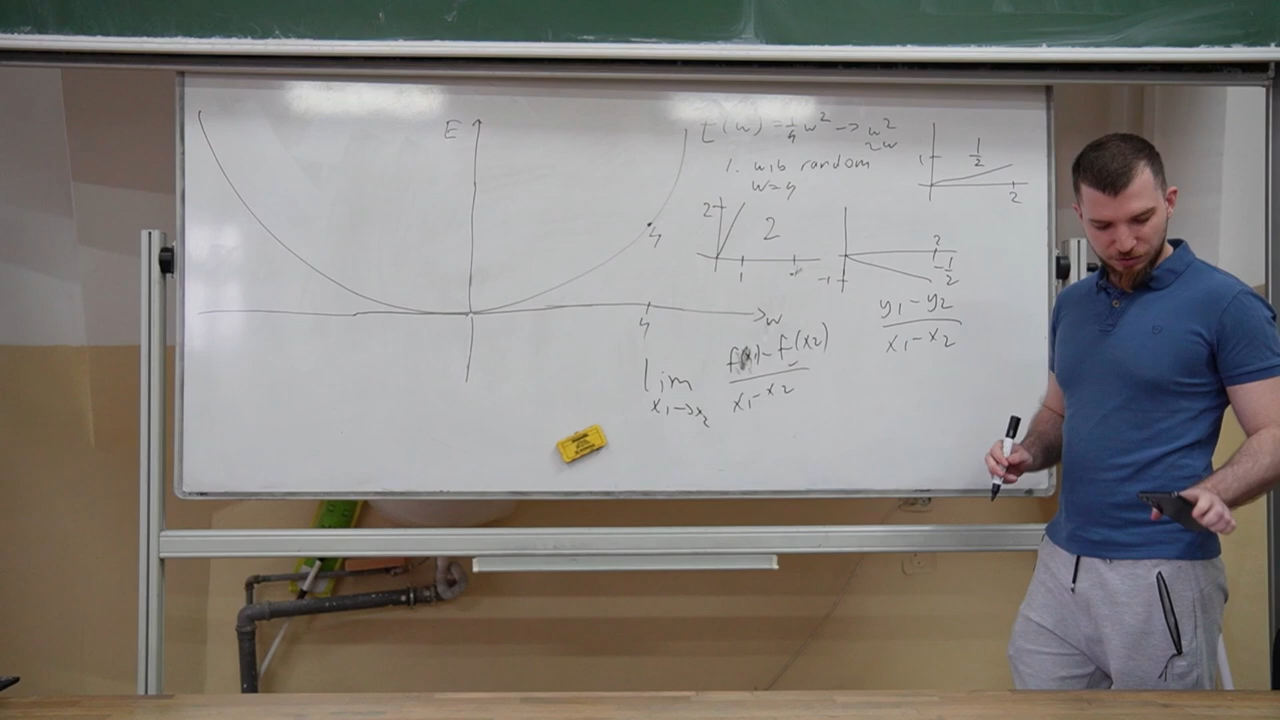 E
E(w) = 1/4 w² -> w²
2w
1. w,b random
w=4
1
1/2
2
2
2
1
2
-1
-1/2
4
4
w
y1-y2
x1-x2
lim f(x1)-f(x2)
x1->x2 x1-x2